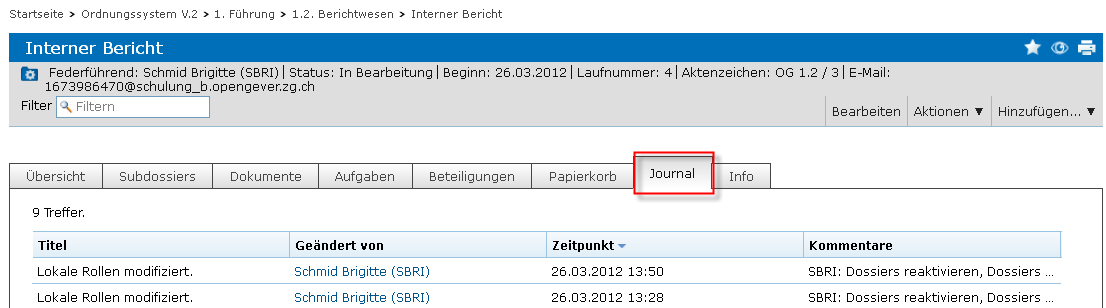 Startseite > Ordnungssystem V.2 > 1. Führung > 1.2. Berichtwesen > Interner Bericht
Interner Bericht
Federführend: Schmid Brigitte (SBRI) | Status: In Bearbeitung | Beginn: 26.03.2012 | Laufnummer: 4 | Aktenzeichen: OG 1.2 / 3 | E-Mail:
1673986470@schulung_b.opengever.zg.ch
Filter Filtern
Bearbeiten Aktionen ▼ Hinzufügen... ▼
Übersicht Subdossiers Dokumente Aufgaben Beteiligungen Papierkorb Journal Info
9 Treffer.
Titel Geändert von Zeitpunkt Kommentare
Lokale Rollen modifiziert. Schmid Brigitte (SBRI) 26.03.2012 13:50 SBRI: Dossiers reaktivieren, Dossiers ...
Lokale Rollen modifiziert. Schmid Brigitte (SBRI) 26.03.2012 13:28 SBRI: Dossiers reaktivieren, Dossiers ...